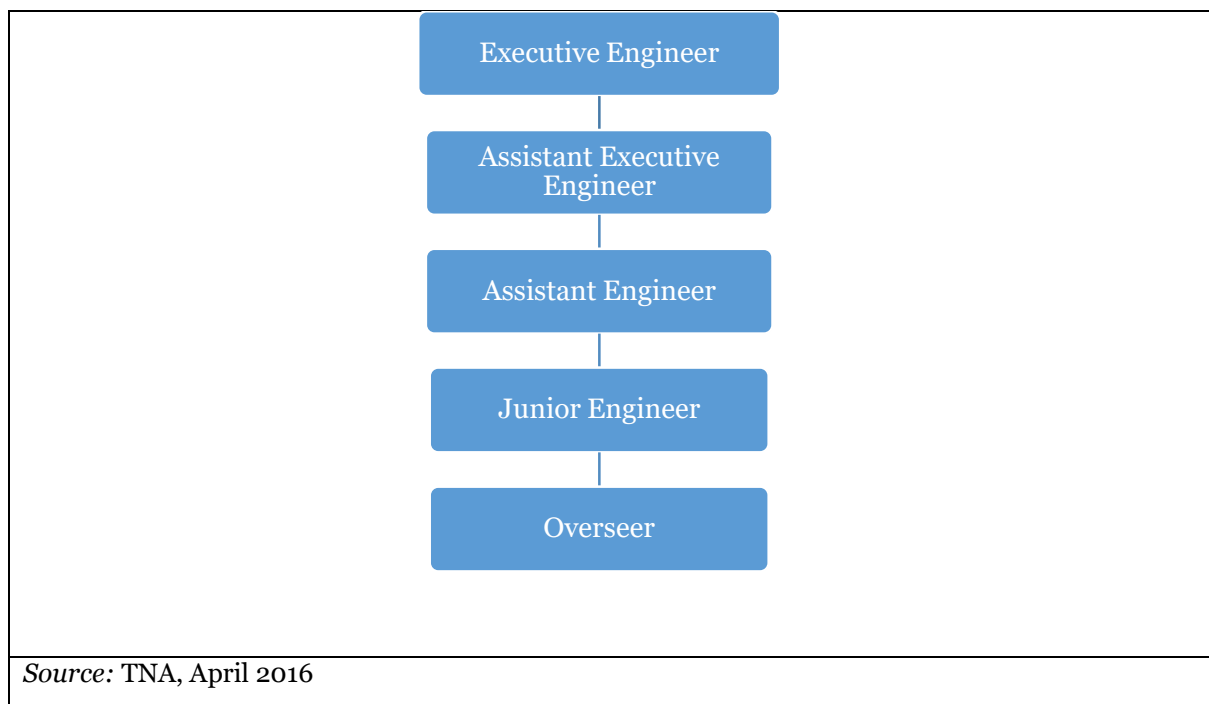 Executive Engineer
Assistant Executive
Engineer
Assistant Engineer
Junior Engineer
Overseer
Source: TNA, April 2016